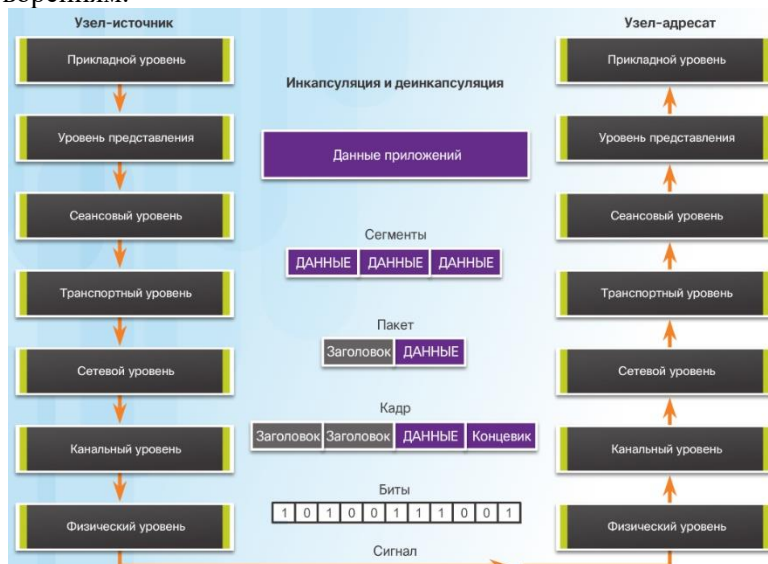 ворениям.
Узел-источник
Прикладной уровень
Уровень представления
Сеансовый уровень
Транспортный уровень
Сетевой уровень
Канальный уровень
Физический уровень
Инкапсуляция и деинкапсуляция
Данные приложений
Сегменты
ДАННЫЕ ДАННЫЕ ДАННЫЕ
Пакет
Заголовок ДАННЫЕ
Кадр
Заголовок Заголовок ДАННЫЕ Концевик
Биты
1 0 1 0 0 1 1 1 0 0 1
Сигнал
Узел-адресат
Прикладной уровень
Уровень представления
Сеансовый уровень
Транспортный уровень
Сетевой уровень
Канальный уровень
Физический уровень